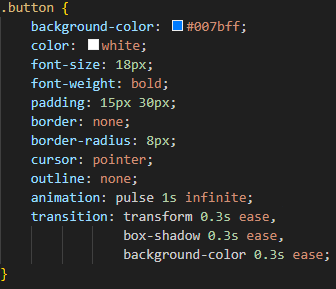 .button {
background-color: #007bff;
color: white;
font-size: 18px;
font-weight: bold;
padding: 15px 30px;
border: none;
border-radius: 8px;
cursor: pointer;
outline: none;
animation: pulse 1s infinite;
transition: transform 0.3s ease,
box-shadow 0.3s ease,
background-color 0.3s ease;
}